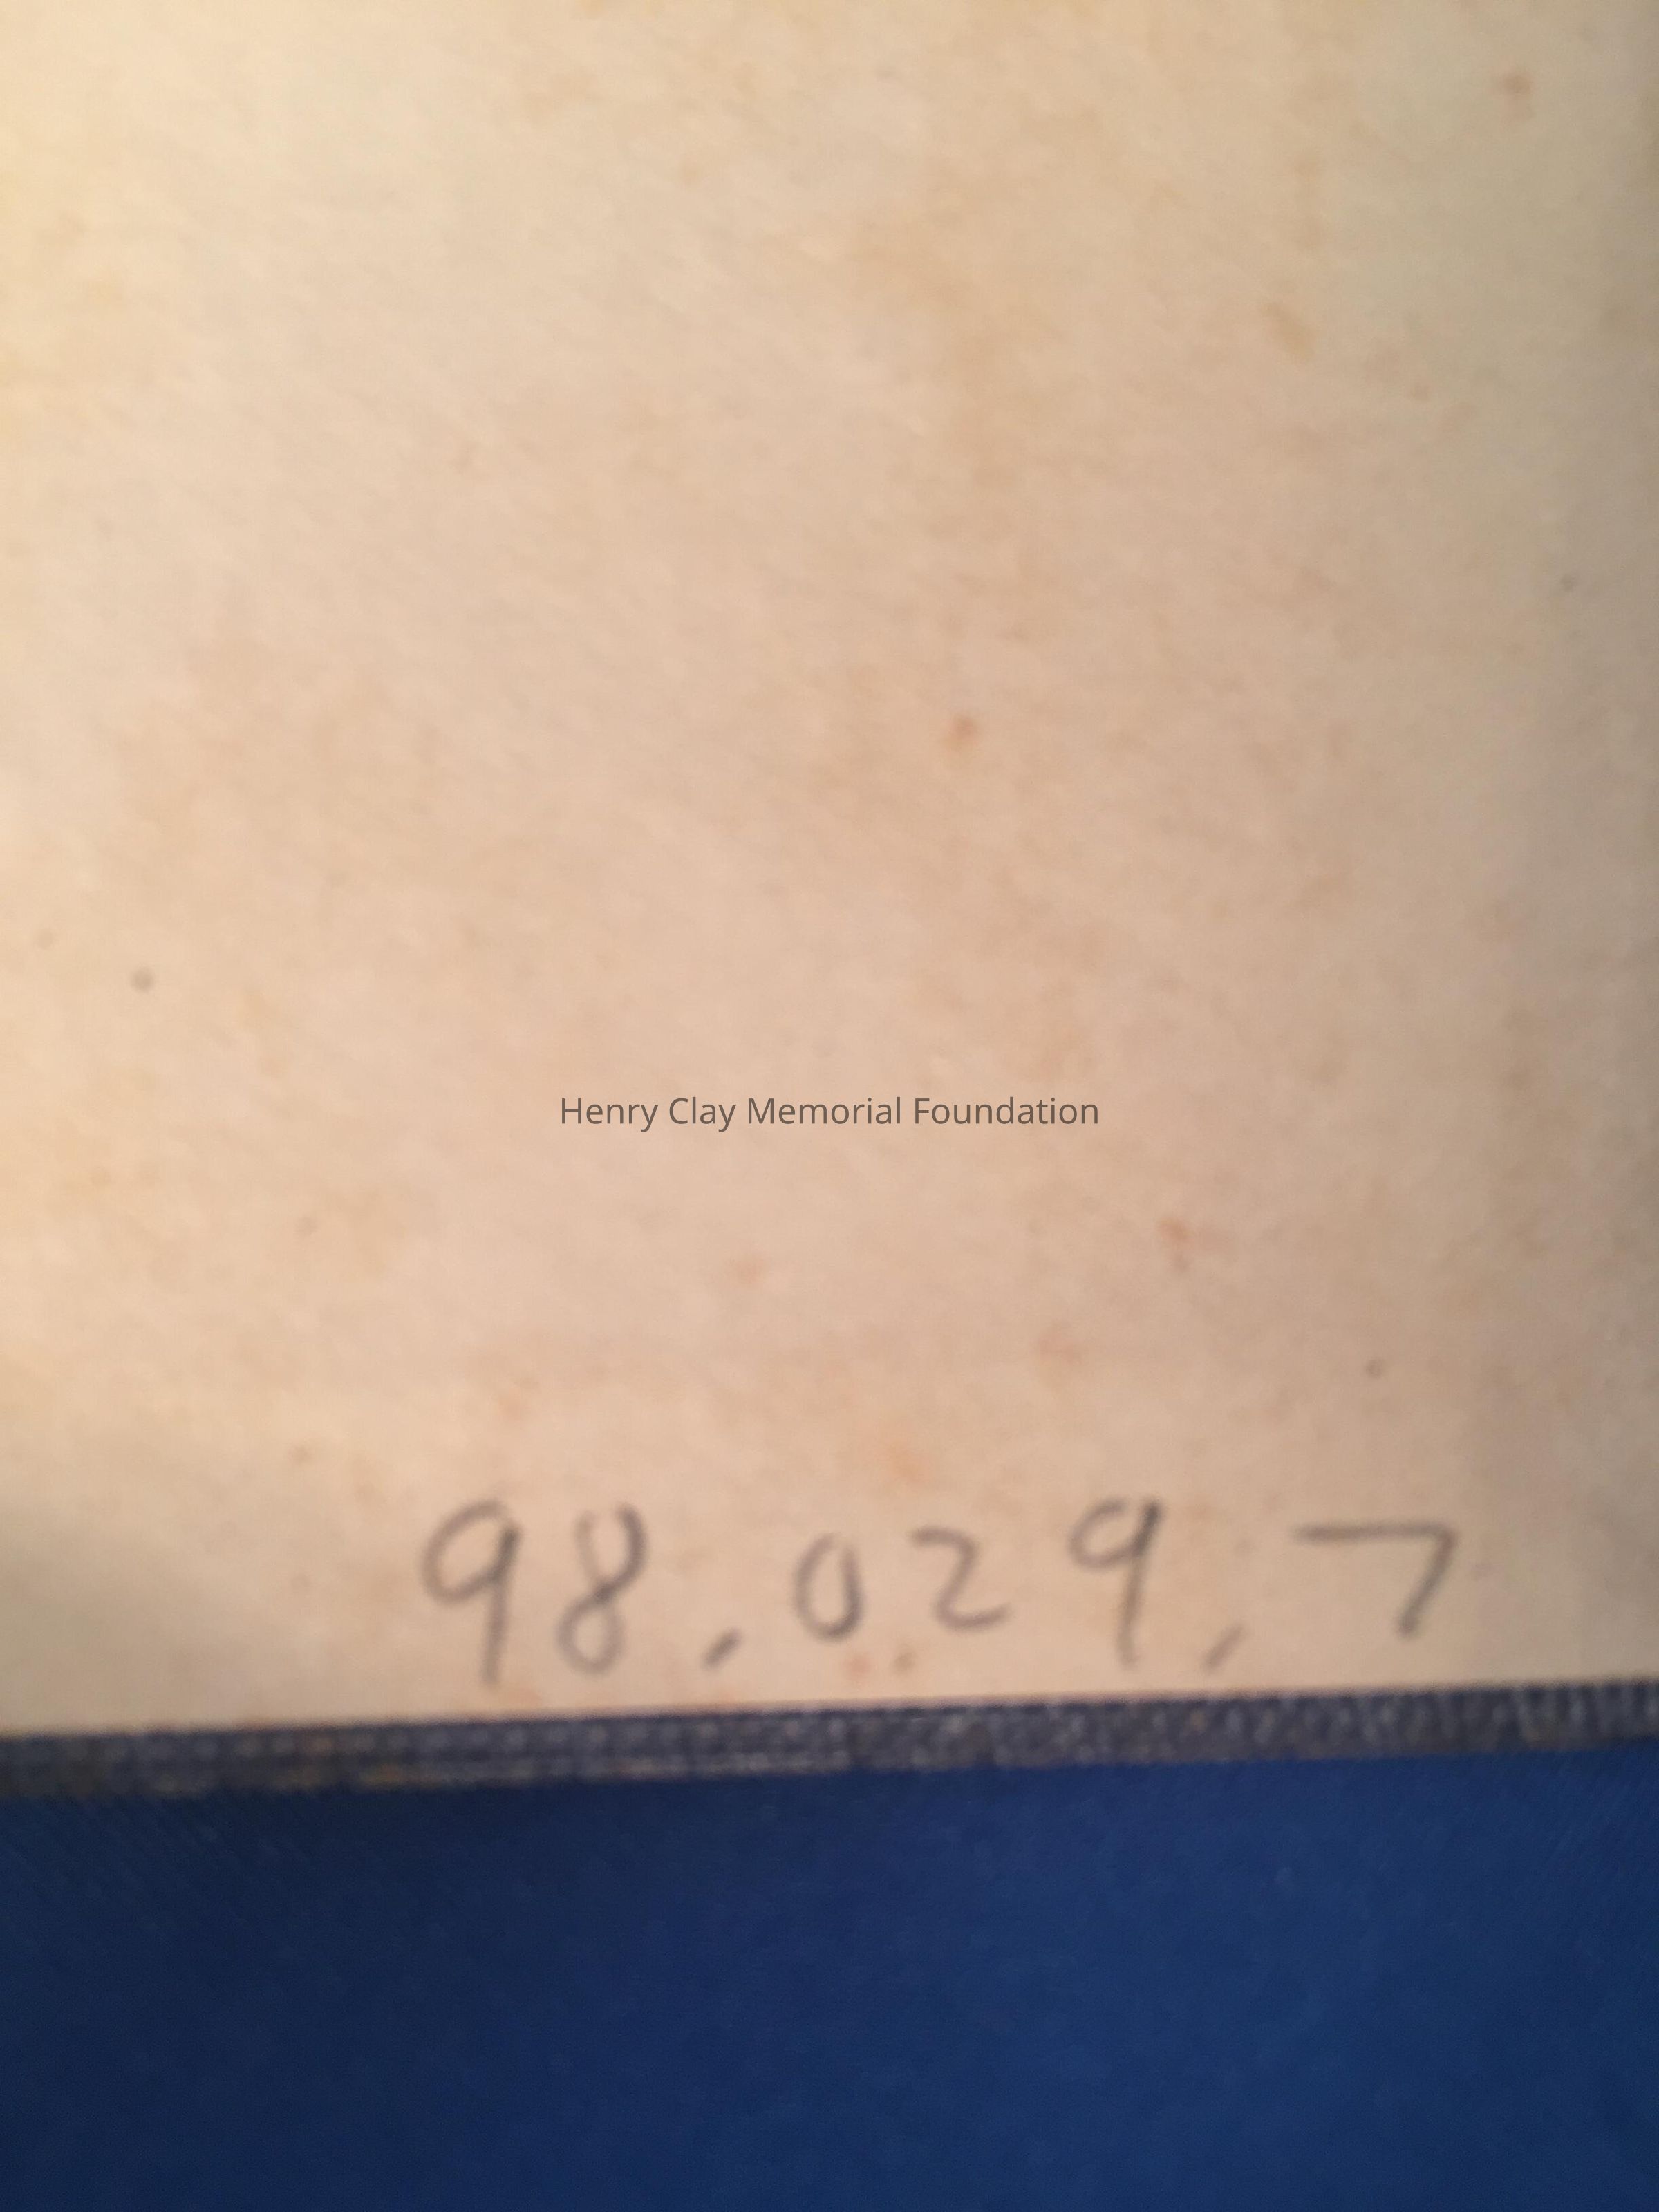 Henry Clay Memorial Foundation
98.029.7